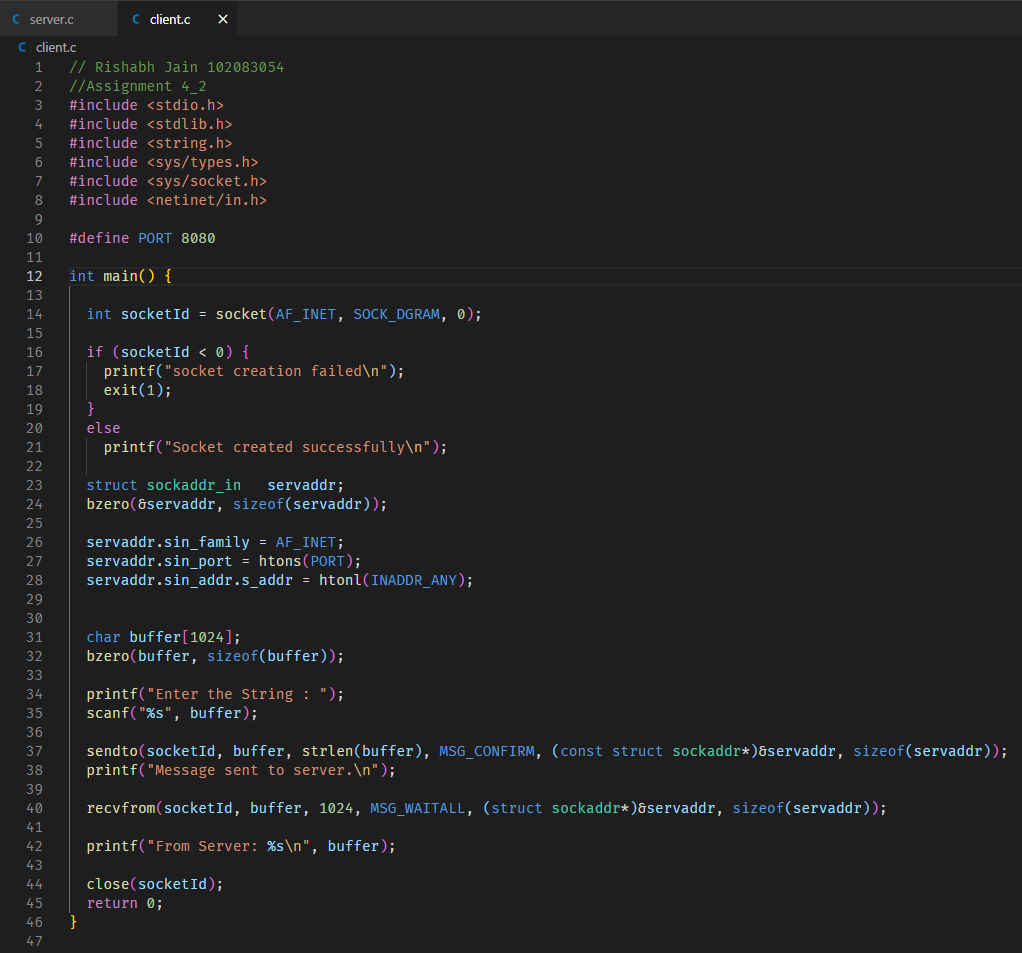 C server.c
C client.c ×
C client.c
1 // Rishabh Jain 102083054
2 //Assignment 4_2
3 #include <stdio.h>
4 #include <stdlib.h>
5 #include <string.h>
6 #include <sys/types.h>
7 #include <sys/socket.h>
8 #include <netinet/in.h>
9
10 #define PORT 8080
11
12 int main() {
13
14   int socketId = socket(AF_INET, SOCK_DGRAM, 0);
15
16   if (socketId < 0) {
17     printf("socket creation failed\n");
18     exit(1);
19   }
20   else
21     printf("Socket created successfully\n");
22
23   struct sockaddr_in   servaddr;
24   bzero(&servaddr, sizeof(servaddr));
25
26   servaddr.sin_family = AF_INET;
27   servaddr.sin_port = htons(PORT);
28   servaddr.sin_addr.s_addr = htonl(INADDR_ANY);
29
30
31   char buffer[1024];
32   bzero(buffer, sizeof(buffer));
33
34   printf("Enter the String : ");
35   scanf("%s", buffer);
36
37   sendto(socketId, buffer, strlen(buffer), MSG_CONFIRM, (const struct sockaddr*)&servaddr, sizeof(servaddr));
38   printf("Message sent to server.\n");
39
40   recvfrom(socketId, buffer, 1024, MSG_WAITALL, (struct sockaddr*)&servaddr, sizeof(servaddr));
41
42   printf("From Server: %s\n", buffer);
43
44   close(socketId);
45   return 0;
46 }
47